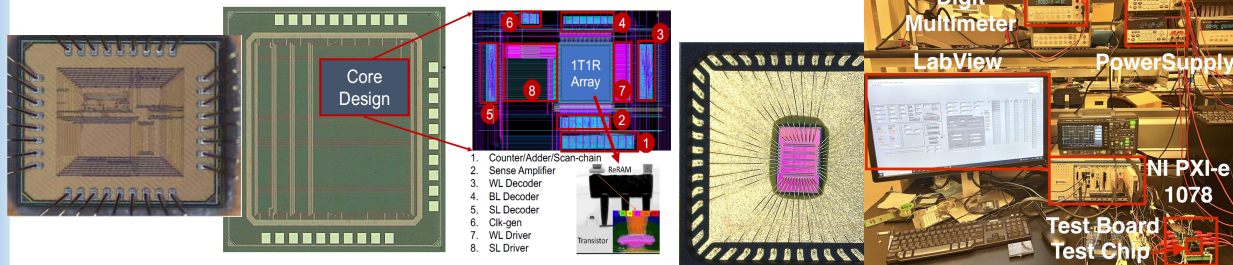 Core
Design
6
4
3
1T1R
Array
8
7
5
2
1
1. Counter/Adder/Scan-chain
2. Sense Amplifier
3. WL Decoder
4. BL Decoder
5. SL Decoder
6. Clk-gen
7. WL Driver
8. SL Driver
ReRAM
Transistor
Digit
Multimeter
LabView
PowerSupply
NI PXI-e
1078
Test Board
Test Chip